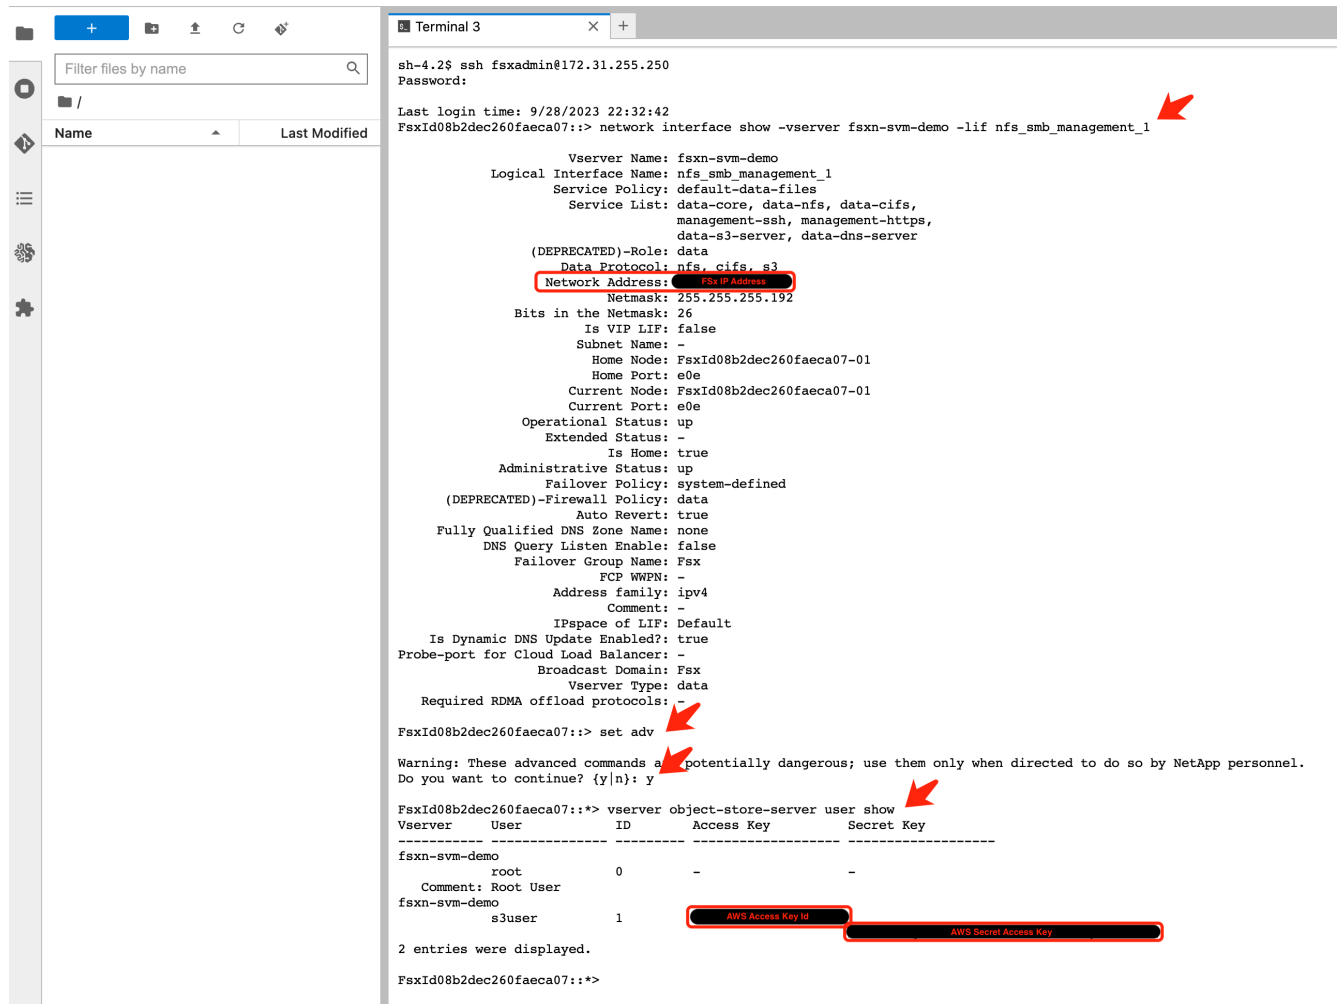 +
Terminal 3
Filter files by name
/
Name
Last Modified
sh-4.2$ ssh fsxadmin@172.31.255.250
Password:
Last login time: 9/28/2023 22:32:42
FsxId08b2dec260faeca07::> network interface show -vserver fsxn-svm-demo -lif nfs_smb_management_1
Vserver Name: fsxn-svm-demo
Logical Interface Name: nfs_smb_management_1
Service Policy: default-data-files
Service List: data-core, data-nfs, data-cifs,
management-ssh, management-https,
data-s3-server, data-dns-server
(DEPRECATED)-Role: data
Data Protocol: nfs, cifs, s3
Network Address: FSx IP Address
Netmask: 255.255.255.192
Bits in the Netmask: 26
Is VIP LIF: false
Subnet Name: -
Home Node: FsxId08b2dec260faeca07-01
Home Port: e0e
Current Node: FsxId08b2dec260faeca07-01
Current Port: e0e
Operational Status: up
Extended Status: -
Is Home: true
Administrative Status: up
Failover Policy: system-defined
(DEPRECATED)-Firewall Policy: data
Auto Revert: true
Fully Qualified DNS Zone Name: none
DNS Query Listen Enable: false
Failover Group Name: Fsx
FCP WWPN: -
Address family: ipv4
Comment: -
IPspace of LIF: Default
Is Dynamic DNS Update Enabled?: true
Probe-port for Cloud Load Balancer: -
Broadcast Domain: Fsx
Vserver Type: data
Required RDMA offload protocols: -
FsxId08b2dec260faeca07::> set adv
Warning: These advanced commands a potentially dangerous; use them only when directed to do so by NetApp personnel.
Do you want to continue? {y|n}: y
FsxId08b2dec260faeca07::*> vserver object-store-server user show
Vserver User ID Access Key Secret Key
----------- --------------- --------- ------------------- -------------------
fsxn-svm-demo
root 0 - -
Comment: Root User
fsxn-svm-demo
s3user 1 AWS Access Key Id
AWS Secret Access Key
2 entries were displayed.
FsxId08b2dec260faeca07::*>